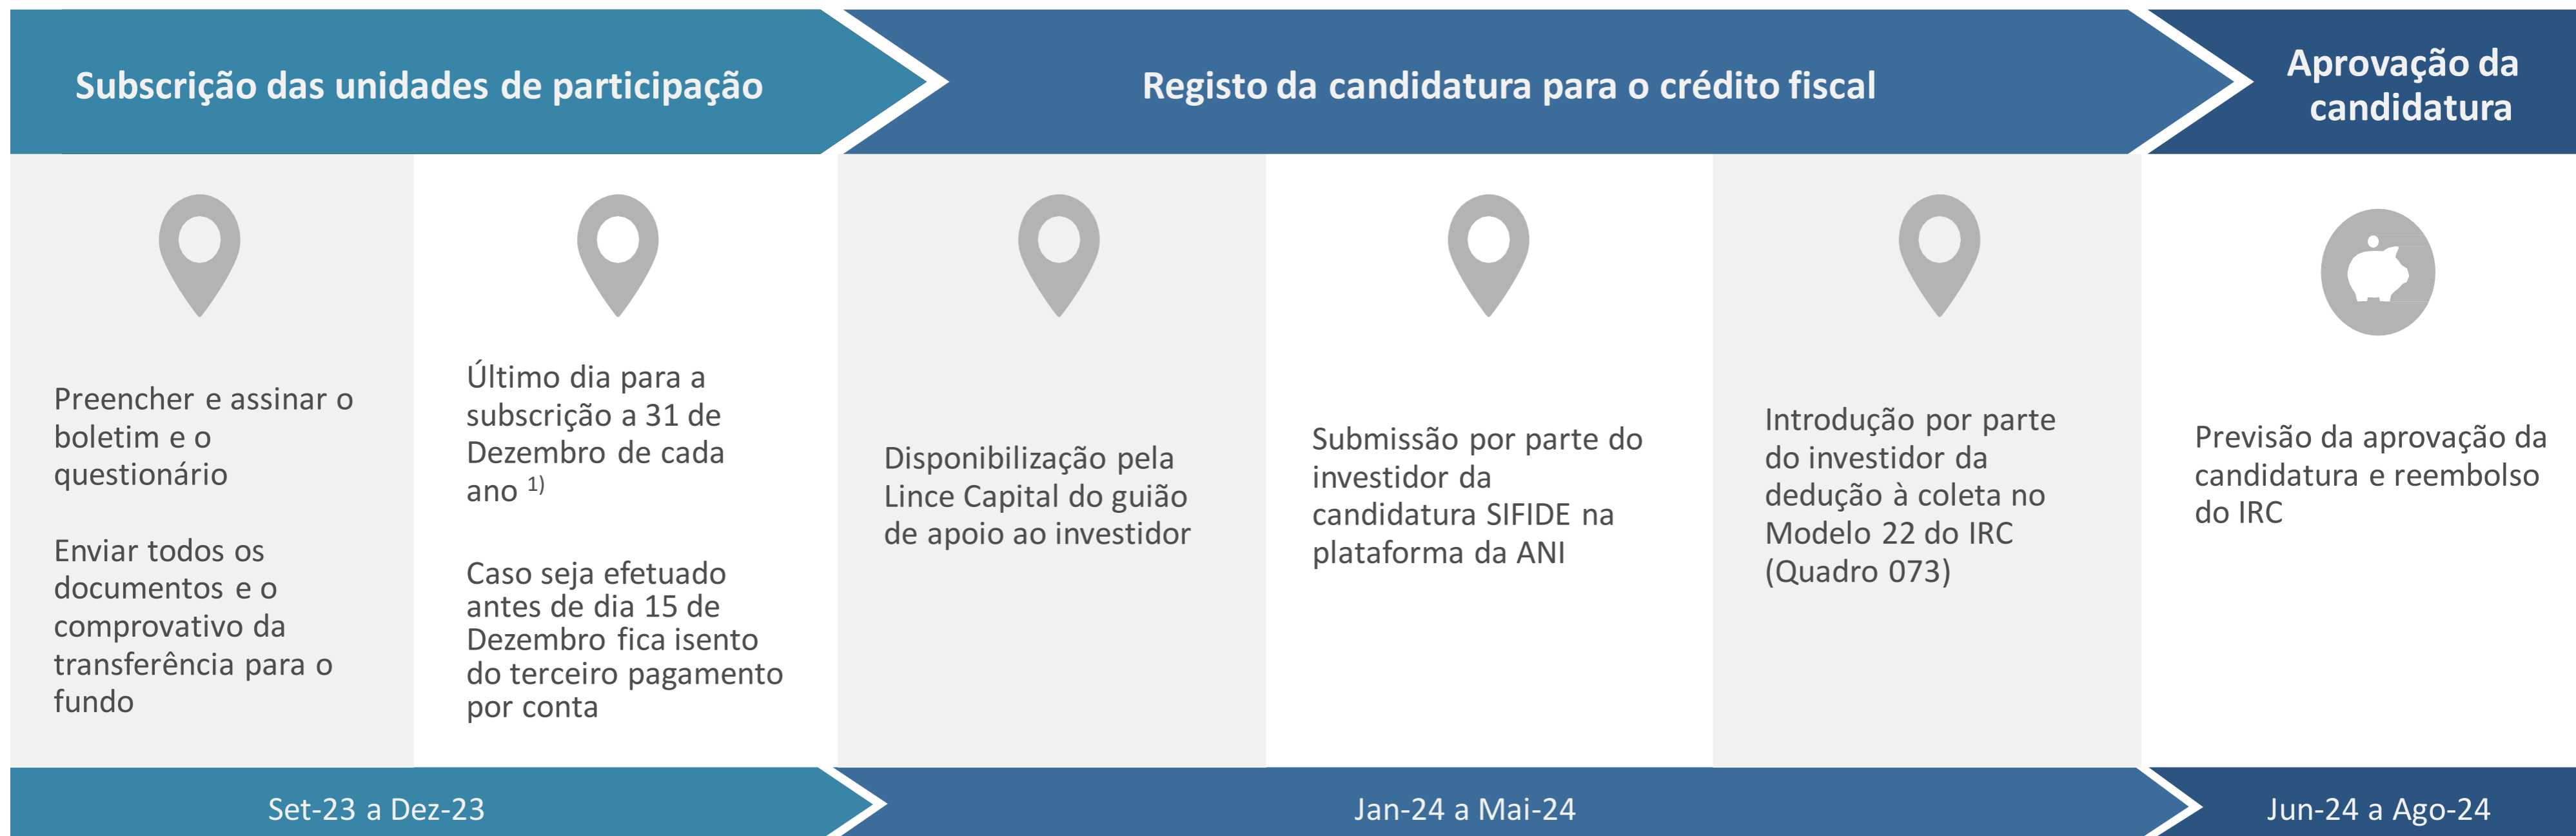 Subscrição das unidades de participação
Registo da candidatura para o crédito fiscal
Aprovação da
candidatura
Preencher e assinar o
boletim e o
questionário
Enviar todos os
documentos e o
comprovativo da
transferência para o
fundo
Último dia para a
subscrição a 31 de
Dezembro de cada
ano 1)
Caso seja efetuado
antes de dia 15 de
Dezembro fica isento
do terceiro pagamento
por conta
Disponibilização pela
Lince Capital do guião
de apoio ao investidor
Submissão por parte do
investidor da
candidatura SIFIDE na
plataforma da ANI
Introdução por parte
do investidor da
dedução à coleta no
Modelo 22 do IRC
(Quadro 073)
Previsão da aprovação da
candidatura e reembolso
do IRC
Set-23 a Dez-23
Jan-24 a Mai-24
Jun-24 a Ago-24